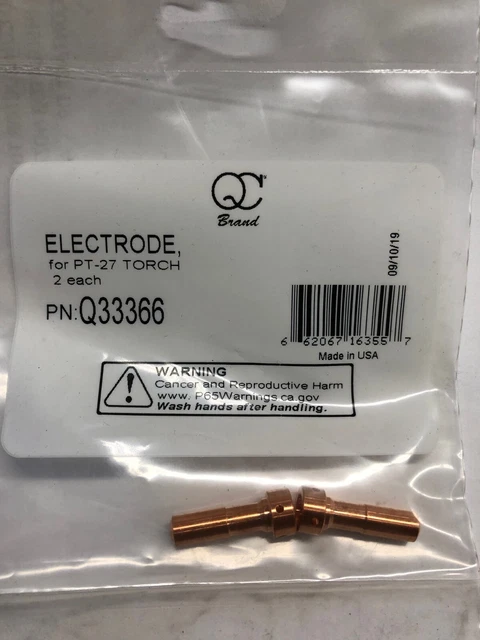 QC
Brand
ELECTRODE,
for PT-27 TORCH
2 each
PN:Q33366
09/10/19
6 62067 16355 7
Made in USA
WARNING
Cancer and Reproductive Harm
www. P65Warnings ca.gov
Wash hands after handling.